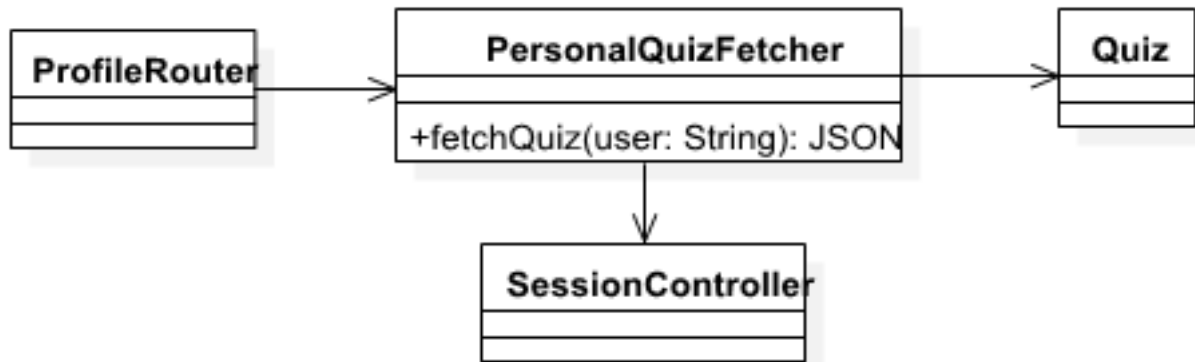 ProfileRouter
PersonalQuizFetcher
+fetchQuiz(user: String): JSON
Quiz
SessionController